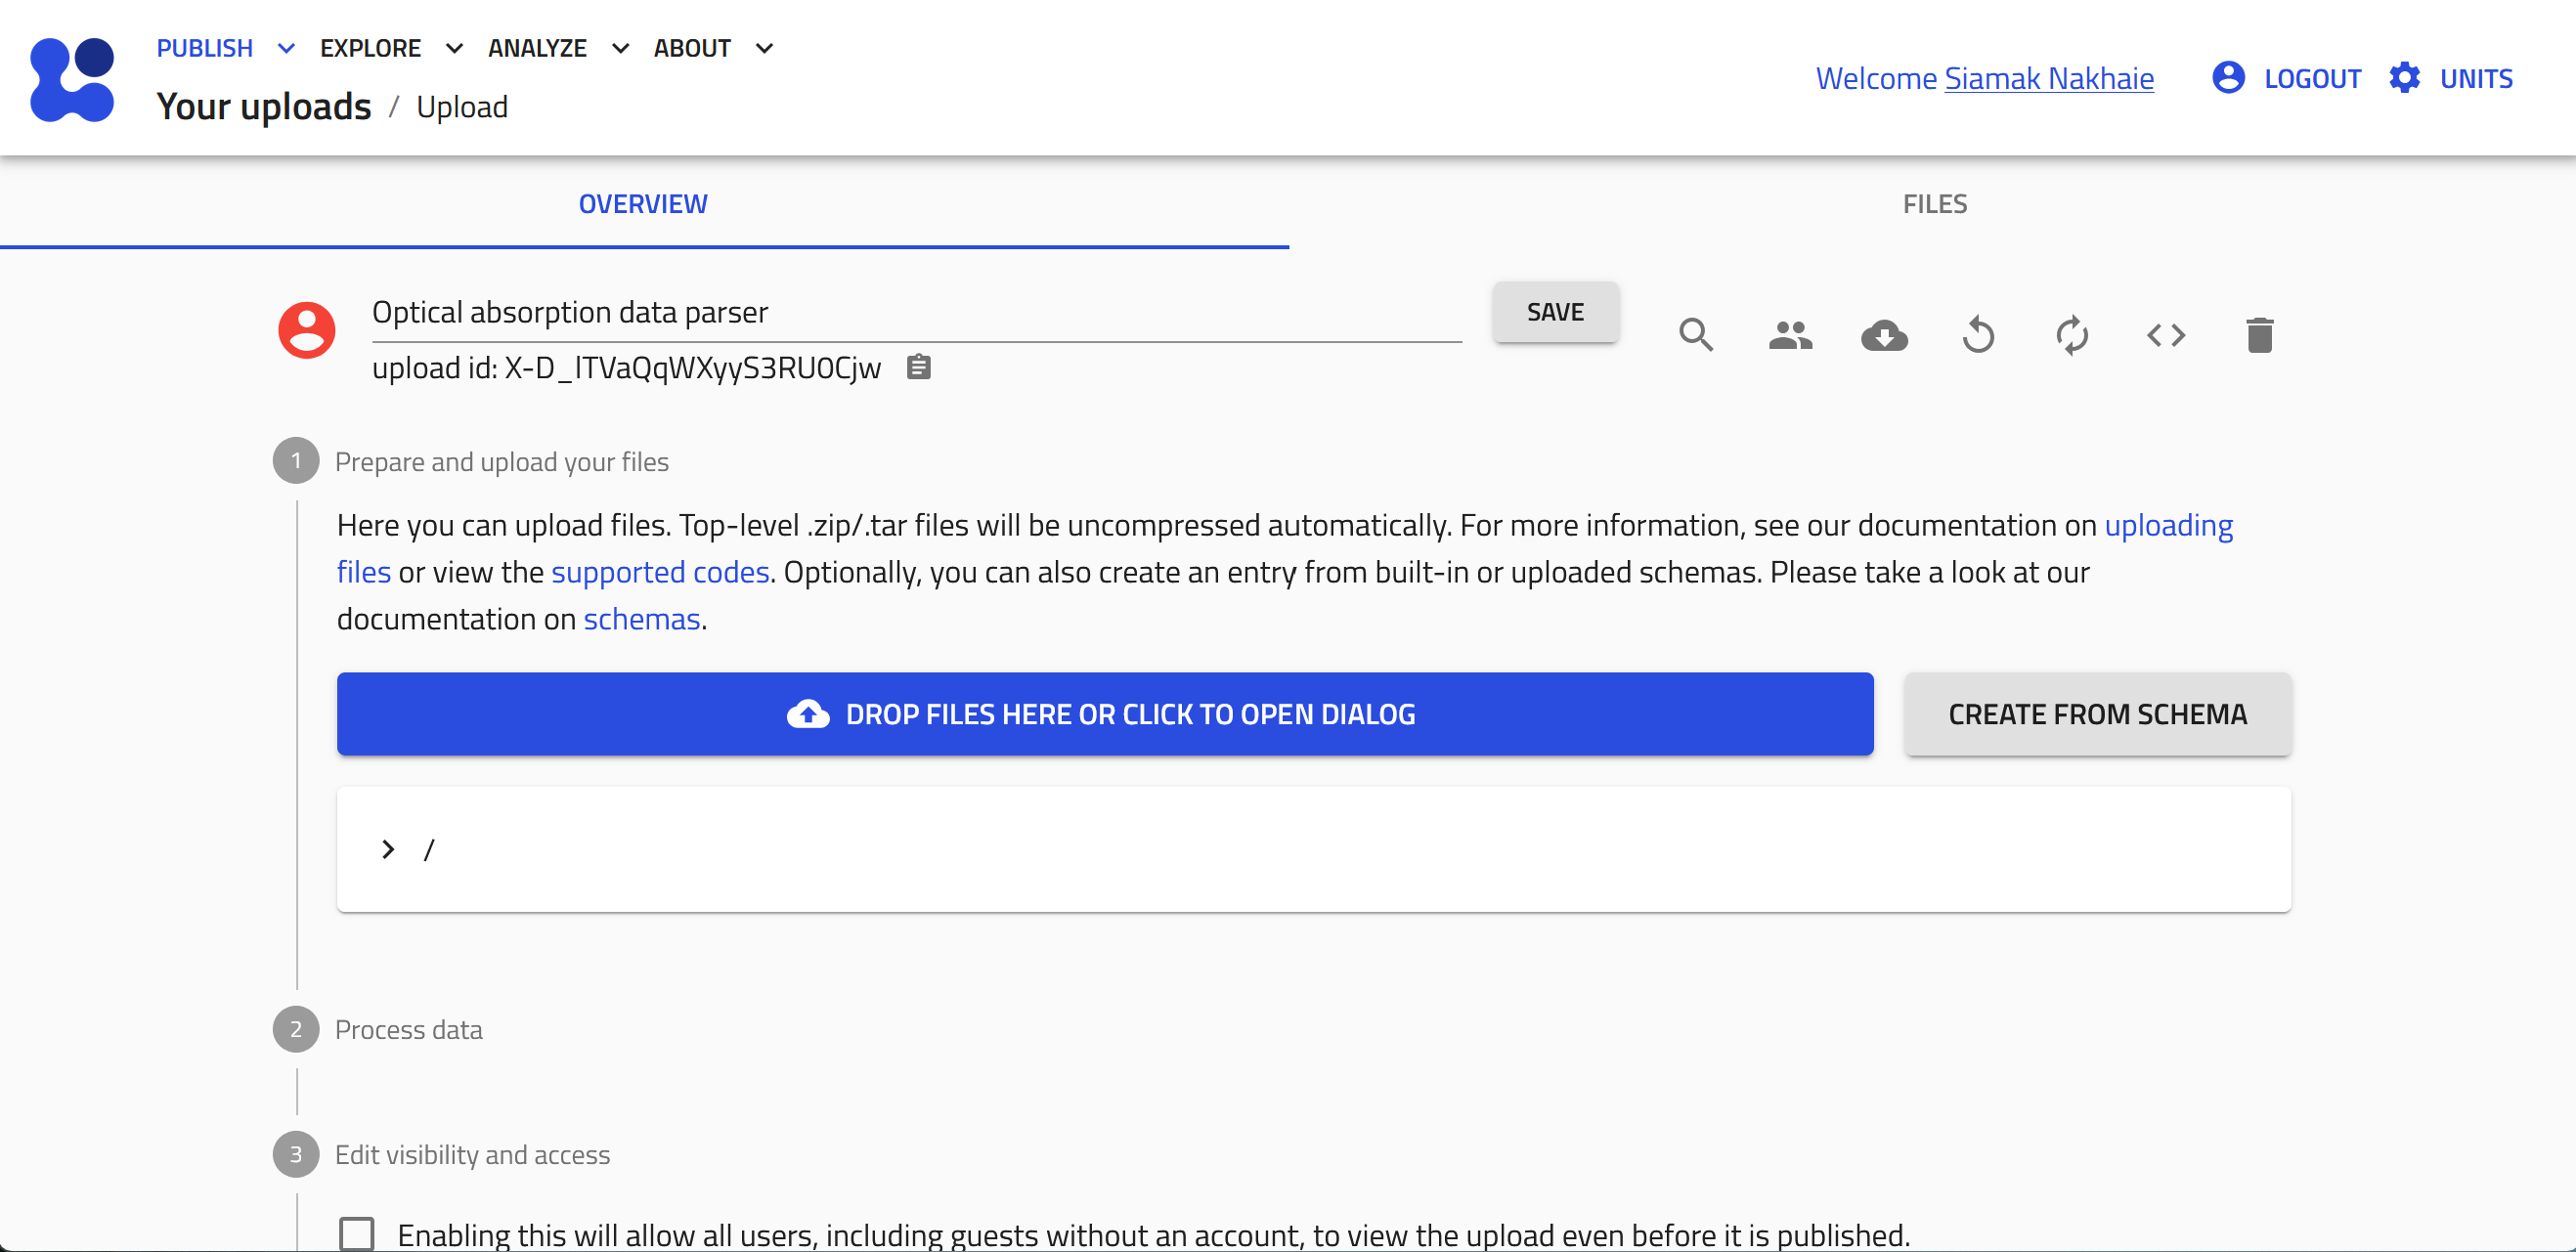 PUBLISH EXPLORE ANALYZE ABOUT
Your uploads / Upload
Welcome Siamak Nakhaie LOGOUT UNITS
OVERVIEW FILES
Optical absorption data parser
SAVE
upload id: X-D_lTVaQqWXyyS3RU0Cjw
1 Prepare and upload your files
Here you can upload files. Top-level .zip/.tar files will be uncompressed automatically. For more information, see our documentation on uploading
files or view the supported codes. Optionally, you can also create an entry from built-in or uploaded schemas. Please take a look at our
documentation on schemas.
DROP FILES HERE OR CLICK TO OPEN DIALOG CREATE FROM SCHEMA
/
2 Process data
3 Edit visibility and access
Enabling this will allow all users, including guests without an account, to view the upload even before it is published.